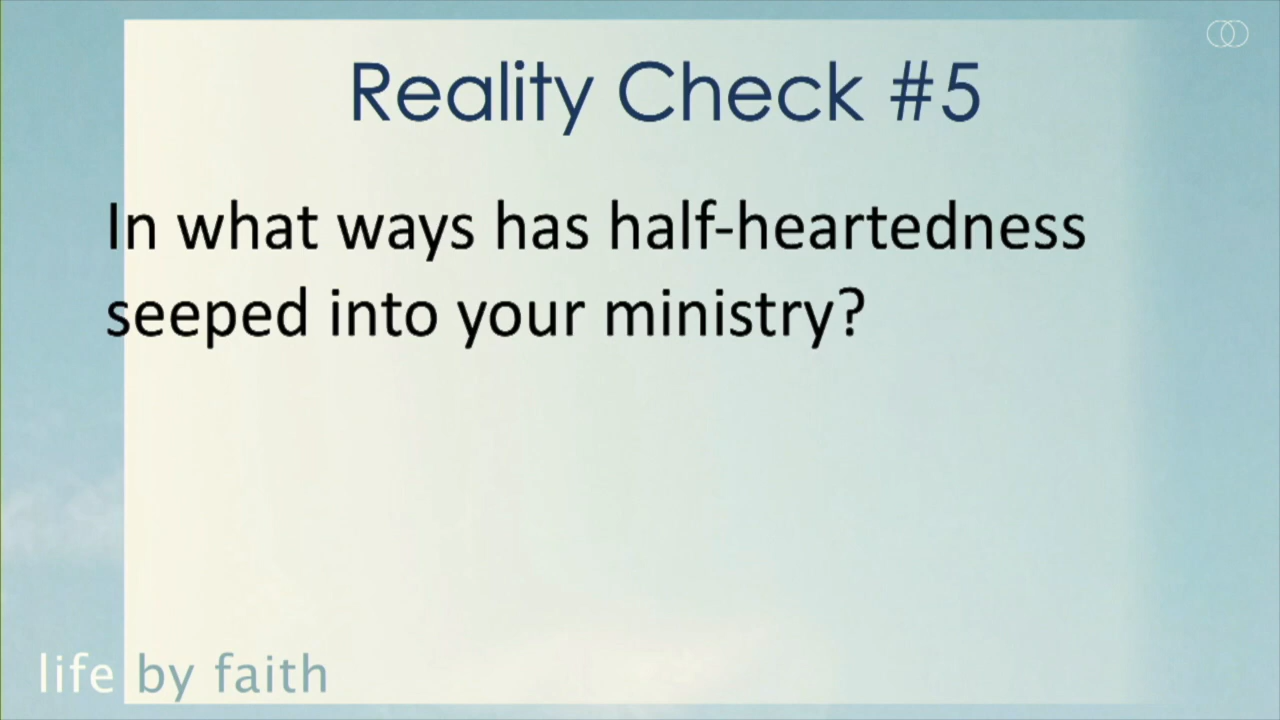 Reality Check #5
In what ways has half-heartedness
seeped into your ministry?
life by faith